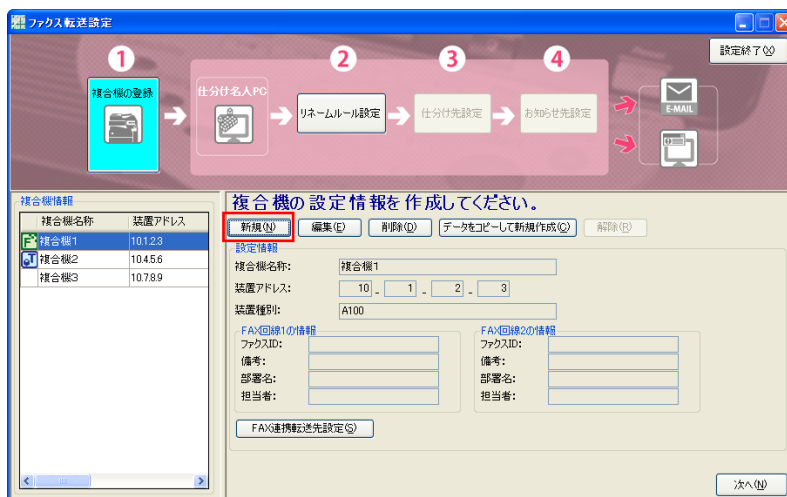 ファクス転送設定
設定終了(X)
1 2 3 4
複合機の登録
仕分け名人PC
リネームルール設定
仕分け先設定
お知らせ先設定
E-MAIL
複合機情報
複合機名称 装置アドレス
複合機1 10.1.2.3
複合機2 10.4.5.6
複合機3 10.7.8.9
複合機の設定情報を作成してください。
新規(N) 編集(E) 削除(D) データをコピーして新規作成(C) 解除(R)
設定情報
複合機名称: 複合機1
装置アドレス: 10 . 1 . 2 . 3
装置種別: A100
FAX回線1の情報
ファクスID:
備考:
部署名:
担当者:
FAX回線2の情報
ファクスID:
備考:
部署名:
担当者:
FAX連携転送先設定(S)
次へ(N)